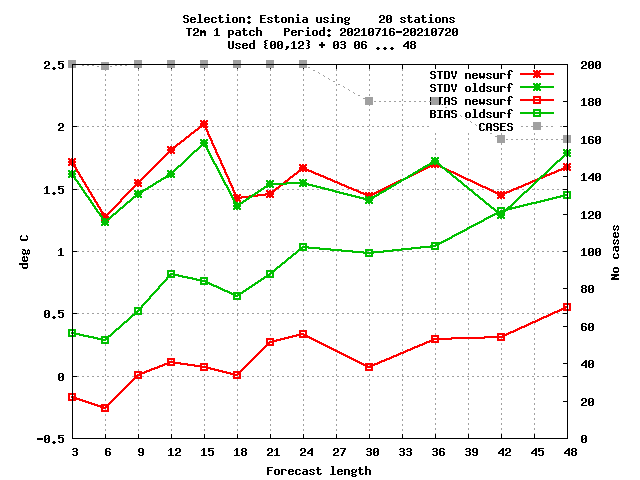 Selection: Estonia using    20 stations
T2m 1 patch   Period: 20210716-20210720
Used {00,12} + 03 06 ... 48
STDV newsurf
STDV oldsurf
IAS newsurf
BIAS oldsurf
CASES
2.5
2
1.5
1
0.5
0
-0.5
deg C
200
180
160
140
120
100
80
60
40
20
0
No cases
3 6 9 12 15 18 21 24 27 30 33 36 39 42 45 48
Forecast length